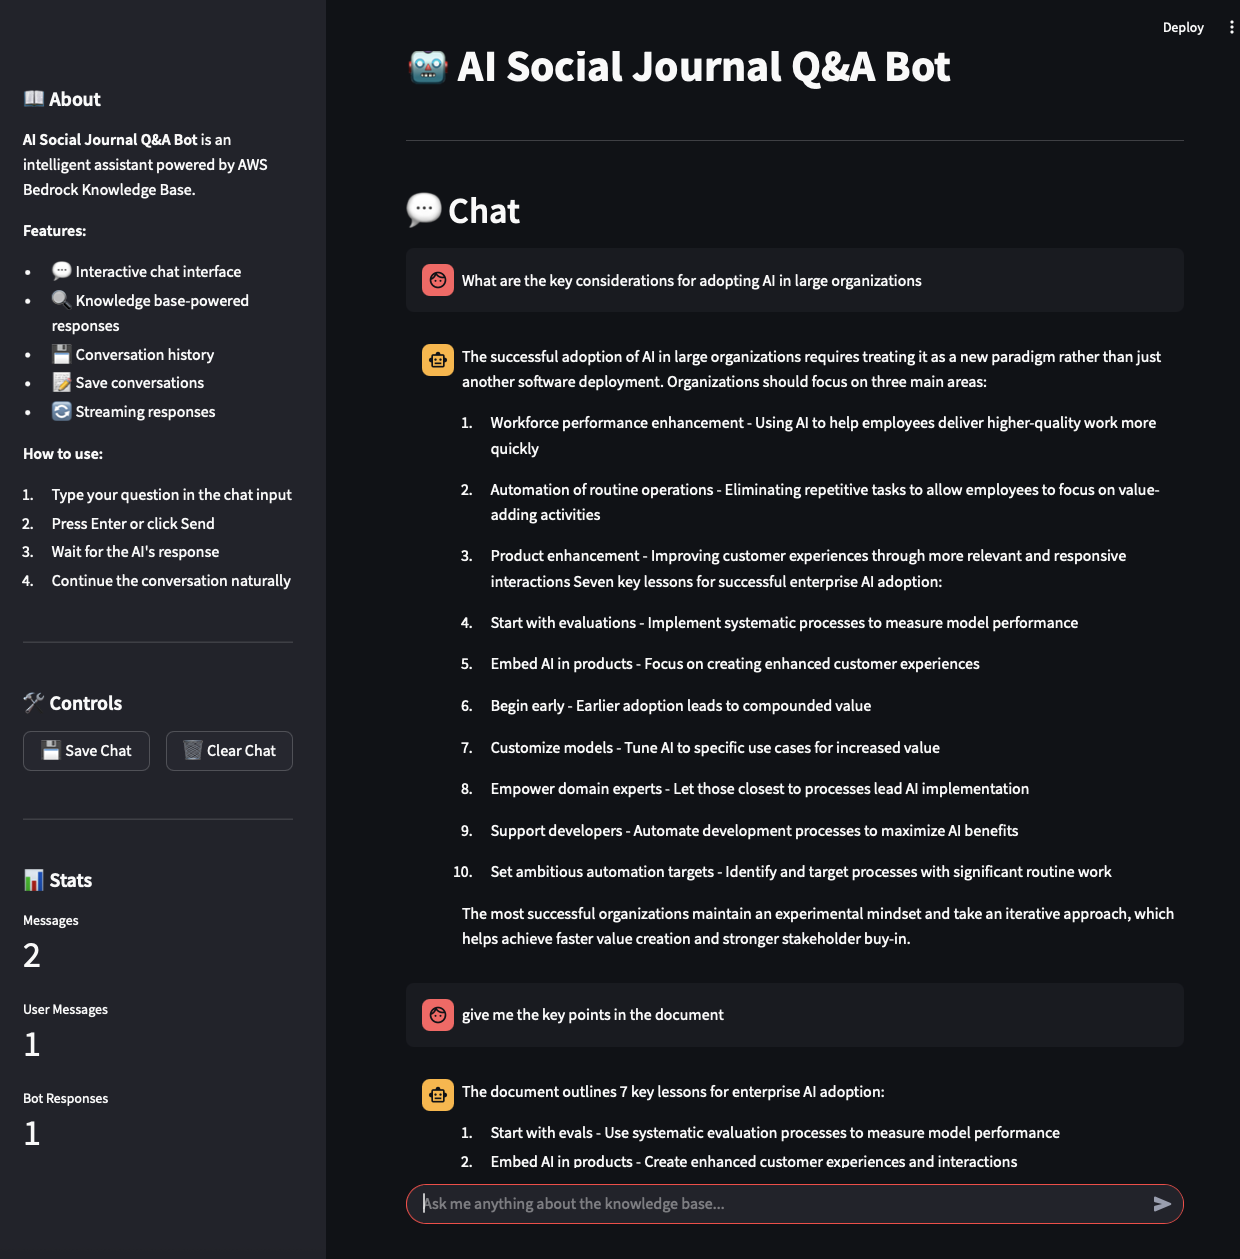 Deploy
📖 About
AI Social Journal Q&A Bot is an
intelligent assistant powered by AWS
Bedrock Knowledge Base.
Features:
• 💬 Interactive chat interface
• 🔍 Knowledge base-powered
responses
• 💾 Conversation history
• 📝 Save conversations
• 🔄 Streaming responses
How to use:
1. Type your question in the chat input
2. Press Enter or click Send
3. Wait for the AI's response
4. Continue the conversation naturally
🛠️ Controls
💾 Save Chat
🗑️ Clear Chat
📊 Stats
Messages
2
User Messages
1
Bot Responses
1
🤖 AI Social Journal Q&A Bot
💬 Chat
What are the key considerations for adopting AI in large organizations
The successful adoption of AI in large organizations requires treating it as a new paradigm rather than just
another software deployment. Organizations should focus on three main areas:
1. Workforce performance enhancement - Using AI to help employees deliver higher-quality work more
quickly
2. Automation of routine operations - Eliminating repetitive tasks to allow employees to focus on value-
adding activities
3. Product enhancement - Improving customer experiences through more relevant and responsive
interactions Seven key lessons for successful enterprise AI adoption:
4. Start with evaluations - Implement systematic processes to measure model performance
5. Embed AI in products - Focus on creating enhanced customer experiences
6. Begin early - Earlier adoption leads to compounded value
7. Customize models - Tune AI to specific use cases for increased value
8. Empower domain experts - Let those closest to processes lead AI implementation
9. Support developers - Automate development processes to maximize AI benefits
10. Set ambitious automation targets - Identify and target processes with significant routine work
The most successful organizations maintain an experimental mindset and take an iterative approach, which
helps achieve faster value creation and stronger stakeholder buy-in.
give me the key points in the document
The document outlines 7 key lessons for enterprise AI adoption:
1. Start with evals - Use systematic evaluation processes to measure model performance
2. Embed AI in products - Create enhanced customer experiences and interactions
Ask me anything about the knowledge base...